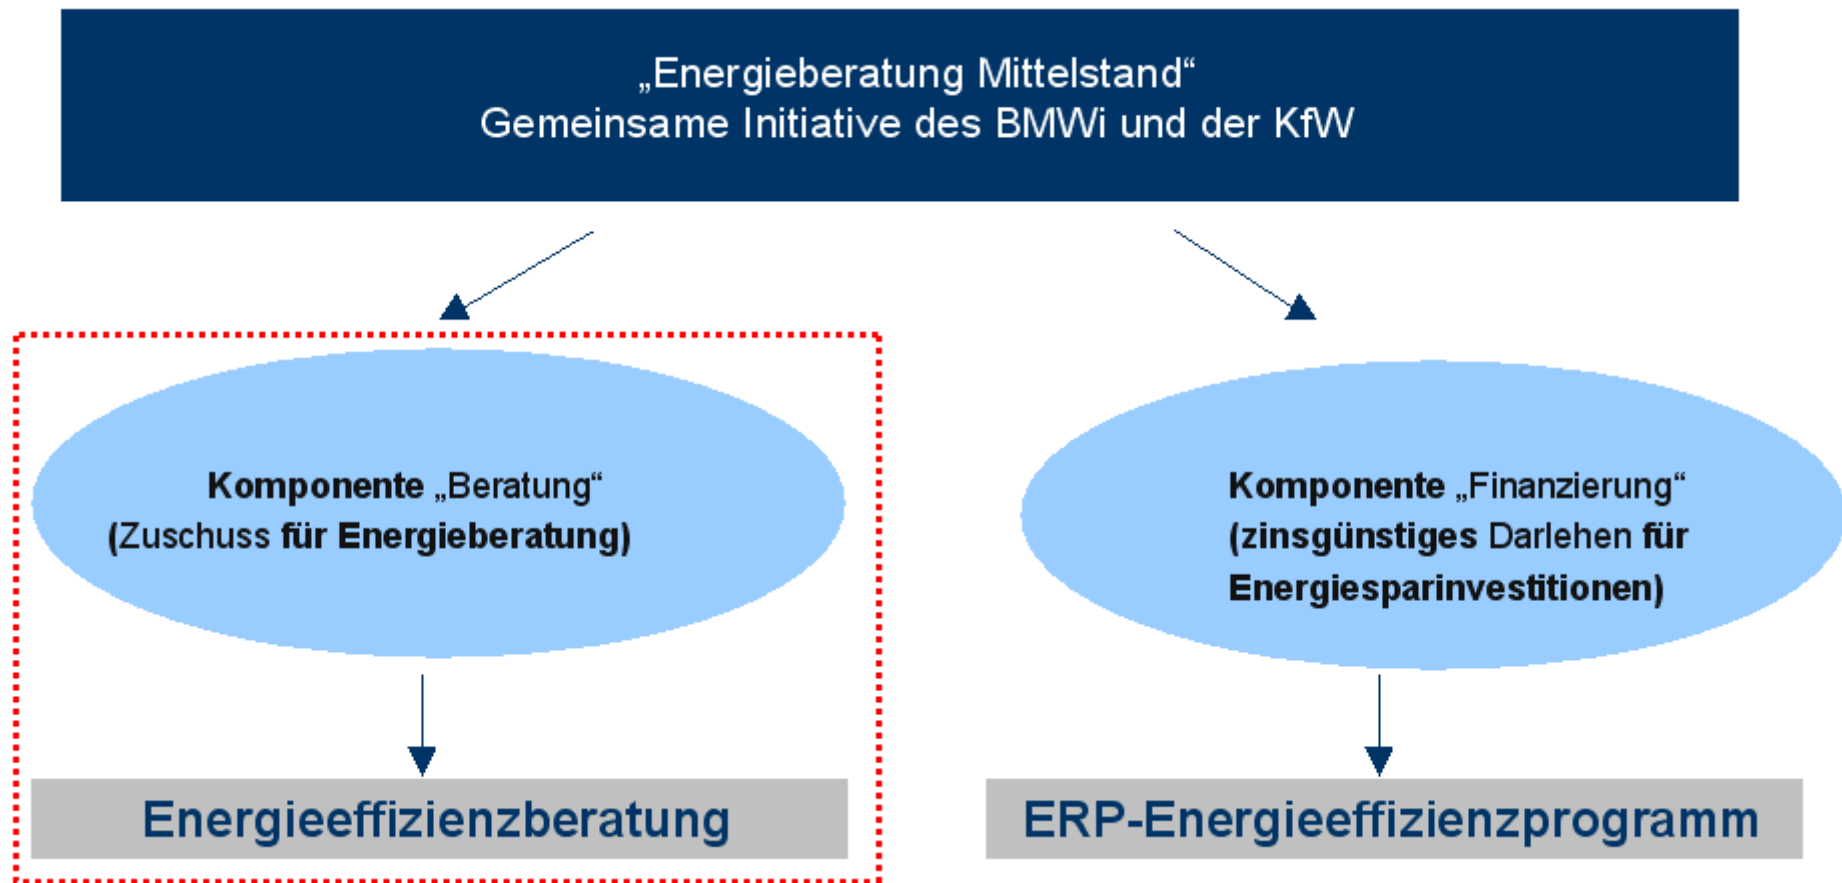 „Energieberatung Mittelstand“
Gemeinsame Initiative des BMWi und der KfW
Komponente „Beratung“
(Zuschuss für Energieberatung)
Komponente „Finanzierung“
(zinsgünstiges Darlehen für
Energiesparinvestitionen)
Energieeffizienzberatung
ERP-Energieeffizienzprogramm